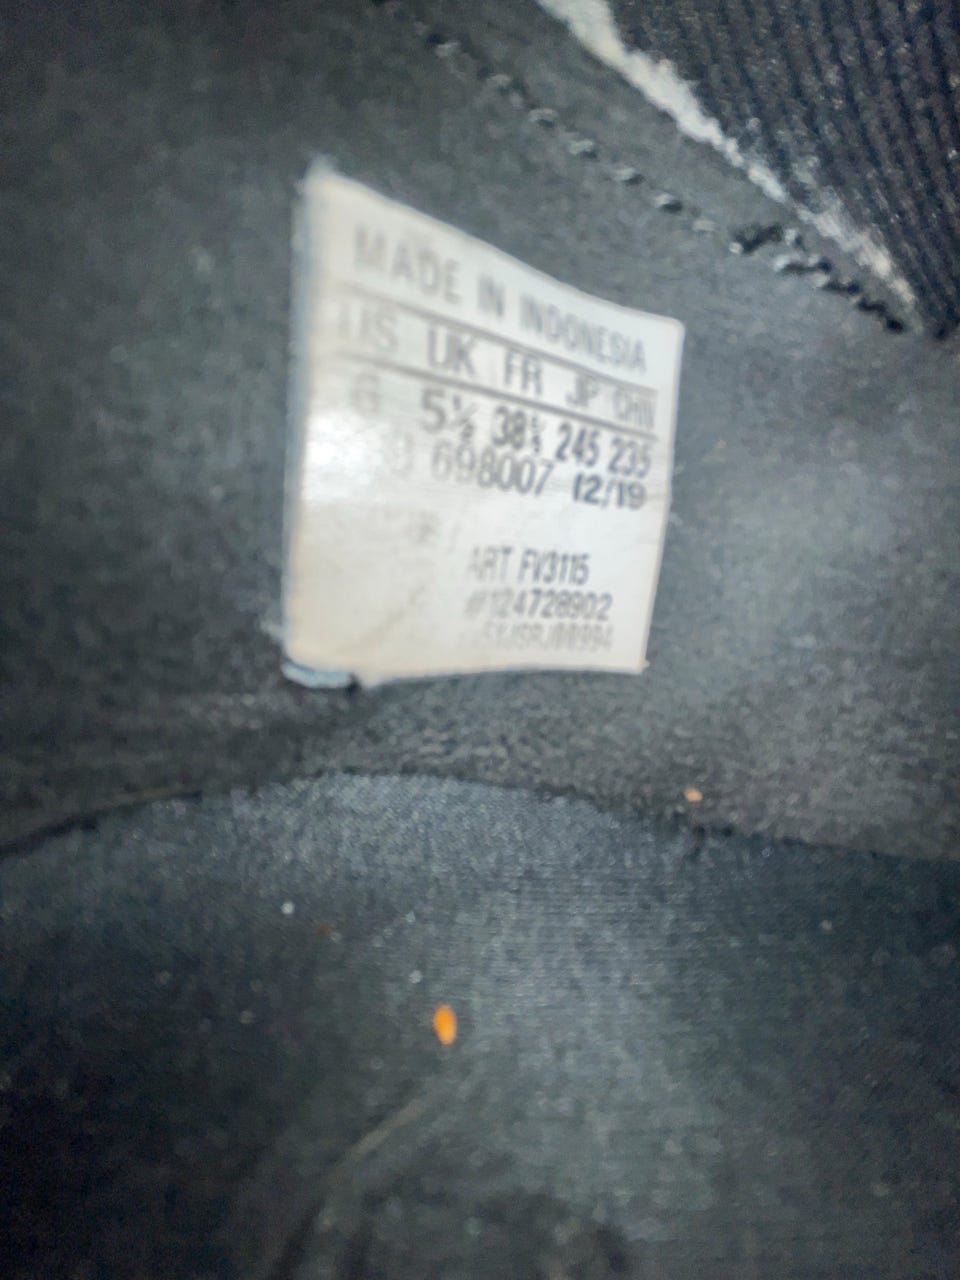 MADE IN INDONESIA
US UK FR JP CHN
6 5½ 38⅔ 245 235
698007 12/19
ART FV3115
#124728902